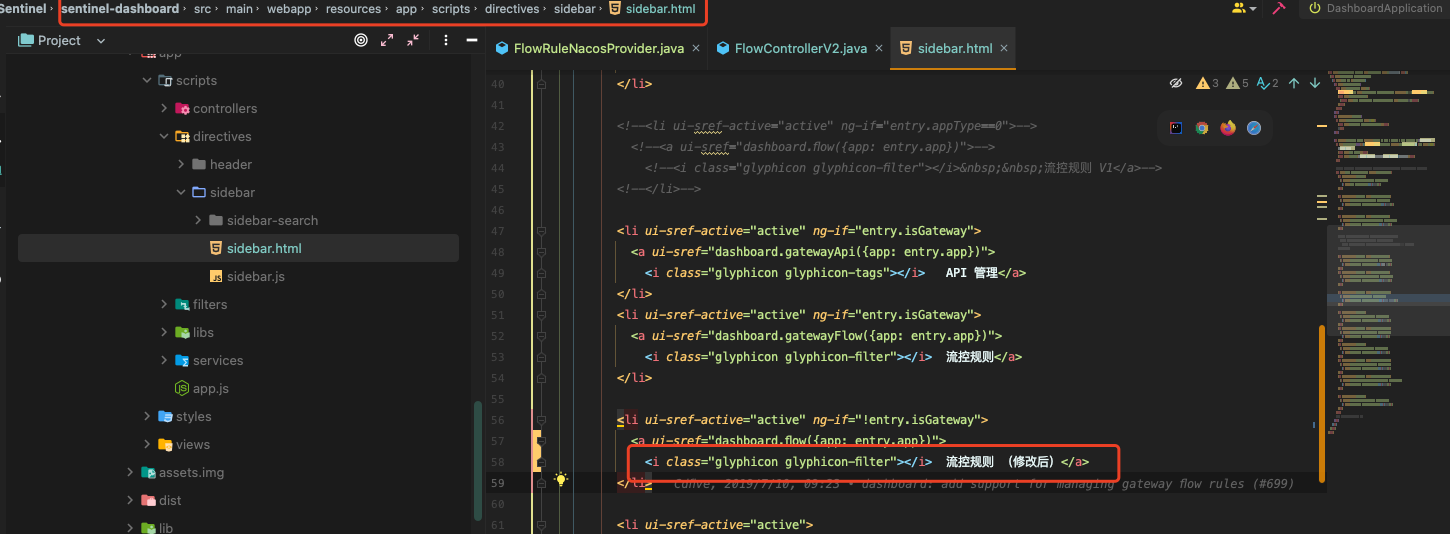 Sentinel › sentinel-dashboard › src › main › webapp › resources › app › scripts › directives › sidebar › sidebar.html
DashboardApplication
Project
FlowRuleNacosProvider.java
FlowControllerV2.java
sidebar.html
app
scripts
controllers
directives
header
sidebar
sidebar-search
sidebar.html
sidebar.js
filters
libs
services
app.js
styles
views
assets.img
dist
lib
3 5 2
40 </li>
41
42 <!--<li ui-sref-active="active" ng-if="entry.appType==0">-->
43 <!--<a ui-sref="dashboard.flow({app: entry.app})">-->
44 <!--<i class="glyphicon glyphicon-filter"></i>&nbsp;&nbsp;流控规则 V1</a>-->
45 <!--</li>-->
46
47 <li ui-sref-active="active" ng-if="entry.isGateway">
48 <a ui-sref="dashboard.gatewayApi({app: entry.app})">
49 <i class="glyphicon glyphicon-tags"></i> API 管理</a>
50 </li>
51 <li ui-sref-active="active" ng-if="entry.isGateway">
52 <a ui-sref="dashboard.gatewayFlow({app: entry.app})">
53 <i class="glyphicon glyphicon-filter"></i> 流控规则</a>
54 </li>
55
56 <li ui-sref-active="active" ng-if="!entry.isGateway">
57 <a ui-sref="dashboard.flow({app: entry.app})">
58 <i class="glyphicon glyphicon-filter"></i> 流控规则 （修改后）</a>
59 </li> Cdfive, 2019/7/10, 09:23 • dashboard: add support for managing gateway flow rules (#699)
60
61 <li ui-sref-active="active">